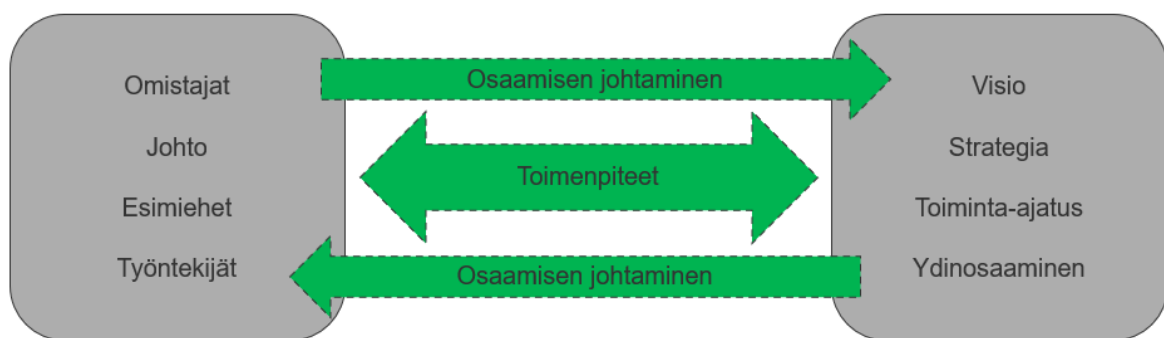 Omistajat
Johto
Esimiehet
Työntekijät
Osaamisen johtaminen
Toimenpiteet
Osaamisen johtaminen
Visio
Strategia
Toiminta-ajatus
Ydinosaaminen